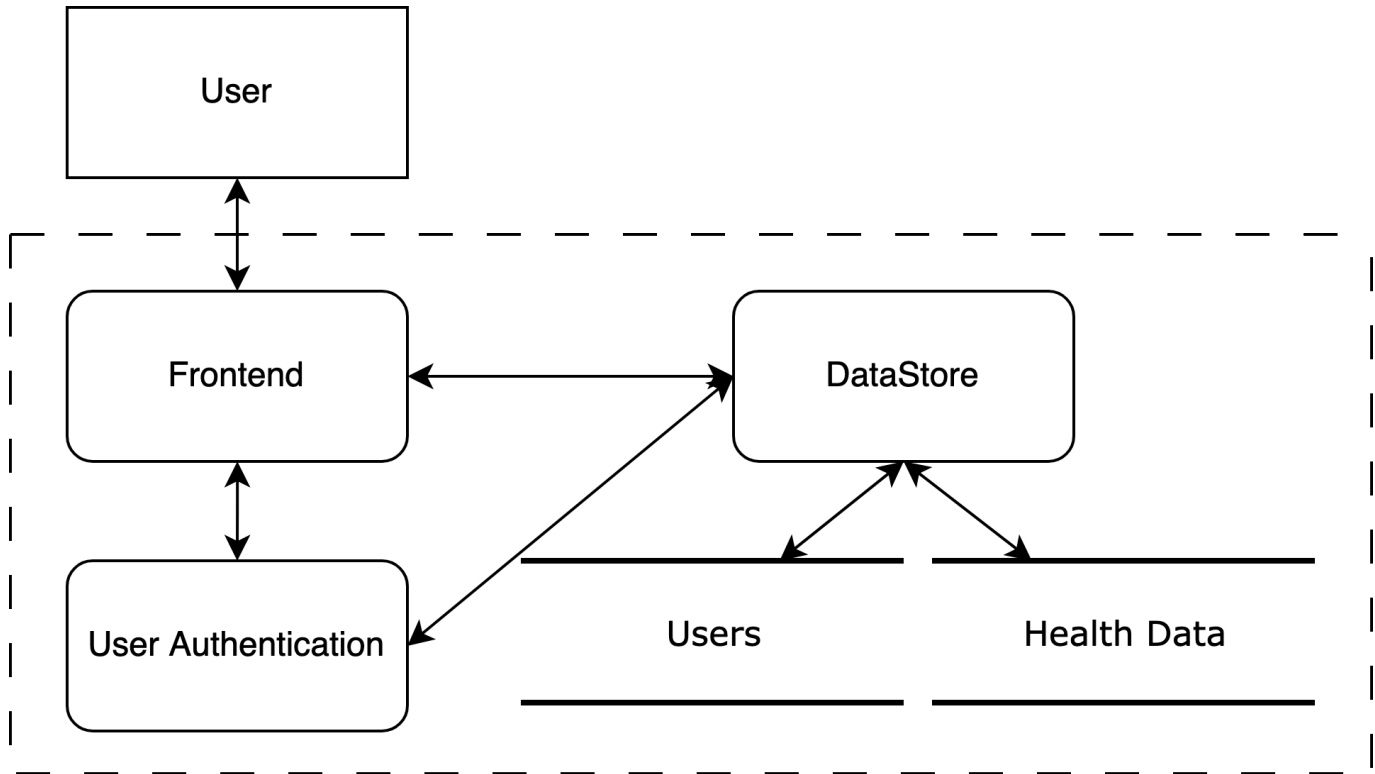 User
Frontend
DataStore
User Authentication
Users
Health Data